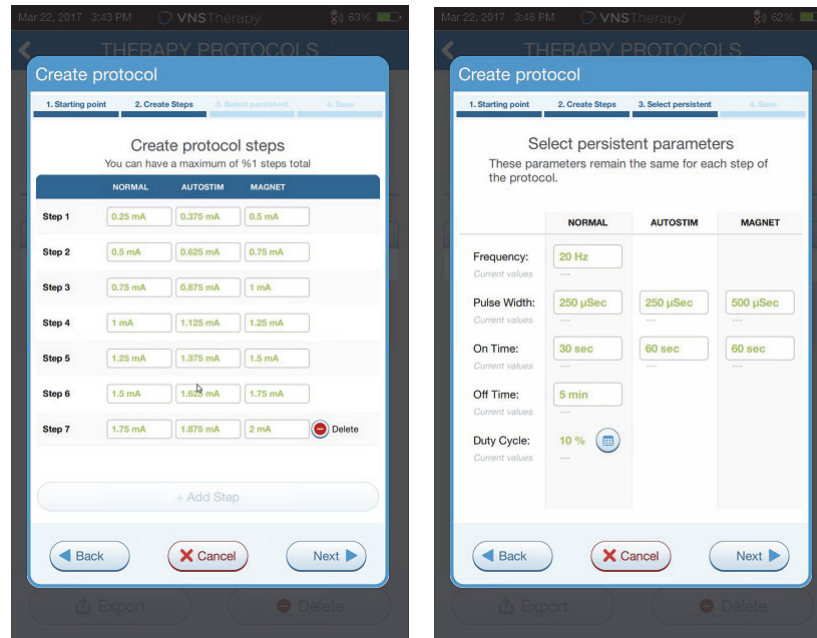 Mar 22, 2017 3:43 PM VNSTherapy 63%
THERAPY PROTOCOLS
Create protocol
1. Starting point 2. Create Steps 3. Select persistent 4. Save
Create protocol steps
You can have a maximum of %1 steps total
NORMAL AUTOSTIM MAGNET
Step 1 0.25 mA 0.375 mA 0.5 mA
Step 2 0.5 mA 0.625 mA 0.75 mA
Step 3 0.75 mA 0.875 mA 1 mA
Step 4 1 mA 1.125 mA 1.25 mA
Step 5 1.25 mA 1.375 mA 1.5 mA
Step 6 1.5 mA 1.625 mA 1.75 mA
Step 7 1.75 mA 1.875 mA 2 mA Delete
+ Add Step
Back Cancel Next
Export Delete
Mar 22, 2017 3:46 PM VNSTherapy 62%
THERAPY PROTOCOLS
Create protocol
1. Starting point 2. Create Steps 3. Select persistent 4. Save
Select persistent parameters
These parameters remain the same for each step of
the protocol.
NORMAL AUTOSTIM MAGNET
Frequency: 20 Hz
Current values ----
Pulse Width: 250 µSec 250 µSec 500 µSec
Current values ---- ---- ----
On Time: 30 sec 60 sec 60 sec
Current values ---- ---- ----
Off Time: 5 min
Current values ----
Duty Cycle: 10 %
Current values ----
Back Cancel Next
Export Delete